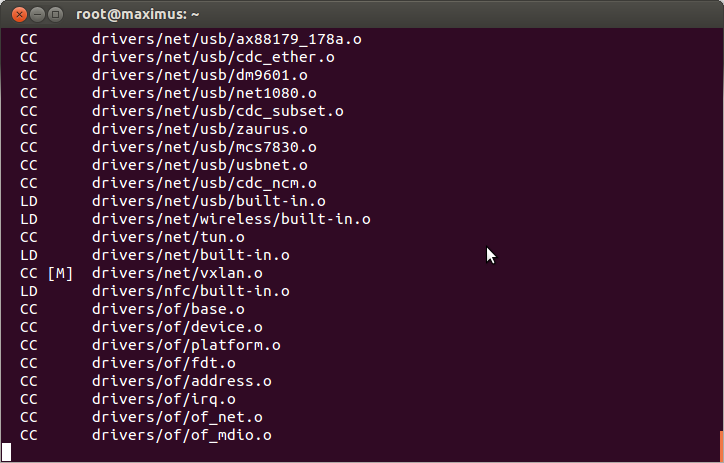 root@maximus: ~
CC drivers/net/usb/ax88179_178a.o
CC drivers/net/usb/cdc_ether.o
CC drivers/net/usb/dm9601.o
CC drivers/net/usb/net1080.o
CC drivers/net/usb/cdc_subset.o
CC drivers/net/usb/zaurus.o
CC drivers/net/usb/mcs7830.o
CC drivers/net/usb/usbnet.o
CC drivers/net/usb/cdc_ncm.o
LD drivers/net/usb/built-in.o
LD drivers/net/wireless/built-in.o
CC drivers/net/tun.o
LD drivers/net/built-in.o
CC [M] drivers/net/vxlan.o
LD drivers/nfc/built-in.o
CC drivers/of/base.o
CC drivers/of/device.o
CC drivers/of/platform.o
CC drivers/of/fdt.o
CC drivers/of/address.o
CC drivers/of/irq.o
CC drivers/of/of_net.o
CC drivers/of/of_mdio.o